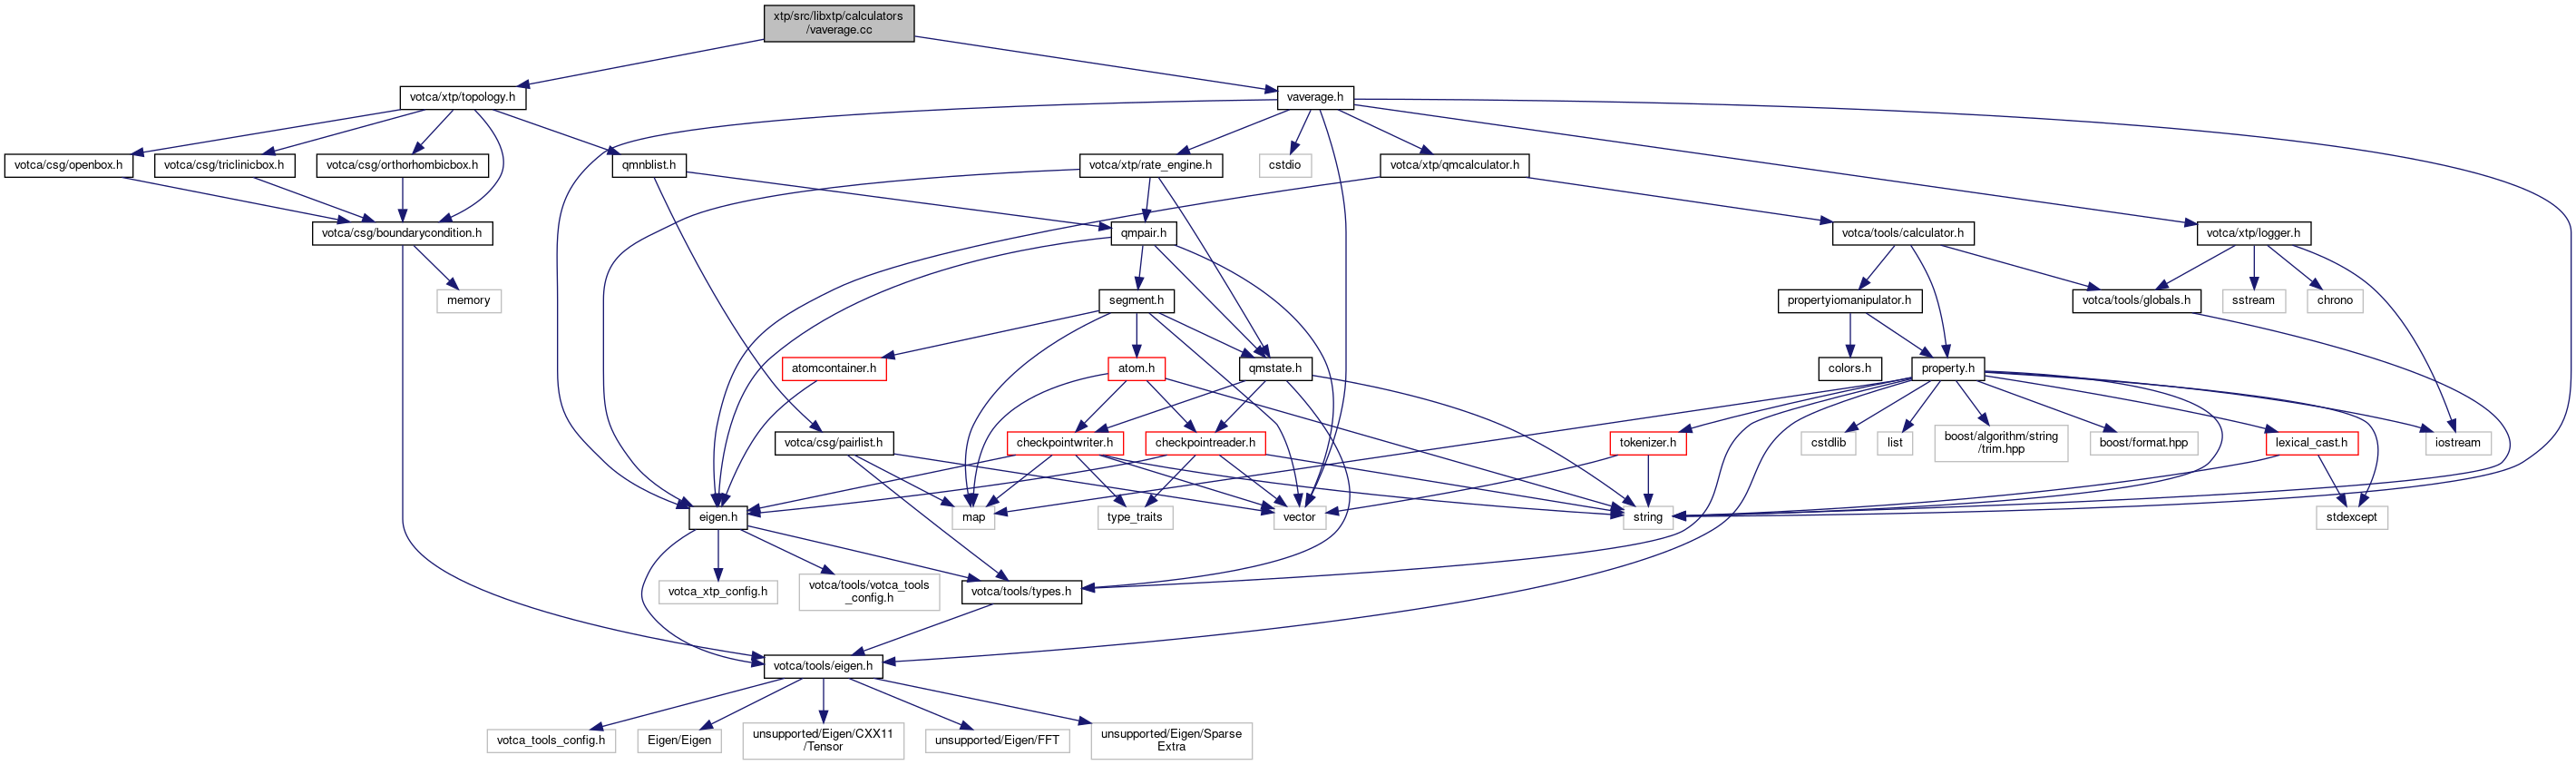 xtp/src/libxtp/calculators
/vaverage.cc
votca/xtp/topology.h
vaverage.h
votca/csg/openbox.h
votca/csg/triclinicbox.h
votca/csg/orthorhombicbox.h
qmnblist.h
votca/xtp/rate_engine.h
cstdio
votca/xtp/qmcalculator.h
votca/csg/boundarycondition.h
qmpair.h
votca/tools/calculator.h
votca/xtp/logger.h
memory
segment.h
propertyiomanipulator.h
votca/tools/globals.h
sstream
chrono
atomcontainer.h
atom.h
qmstate.h
colors.h
property.h
votca/csg/pairlist.h
checkpointwriter.h
checkpointreader.h
tokenizer.h
cstdlib
list
boost/algorithm/string
/trim.hpp
boost/format.hpp
lexical_cast.h
iostream
eigen.h
map
type_traits
vector
string
stdexcept
votca_xtp_config.h
votca/tools/votca_tools
_config.h
votca/tools/types.h
votca/tools/eigen.h
votca_tools_config.h
Eigen/Eigen
unsupported/Eigen/CXX11
/Tensor
unsupported/Eigen/FFT
unsupported/Eigen/Sparse
Extra